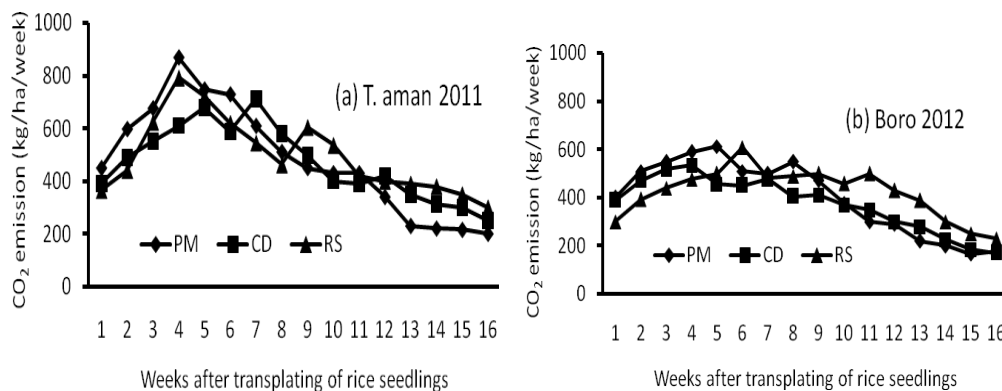 CO₂ emission (kg/ha/week)
1000
800
600
400
200
0
(a) T. aman 2011
PM CD RS
1 2 3 4 5 6 7 8 9 10 11 12 13 14 15 16
Weeks after transplating of rice seedlings
CO₂ emission (kg/ha/week)
1000
800
600
400
200
0
(b) Boro 2012
PM CD RS
1 2 3 4 5 6 7 8 9 10 11 12 13 14 15 16
Weeks after transplating of rice seedlings